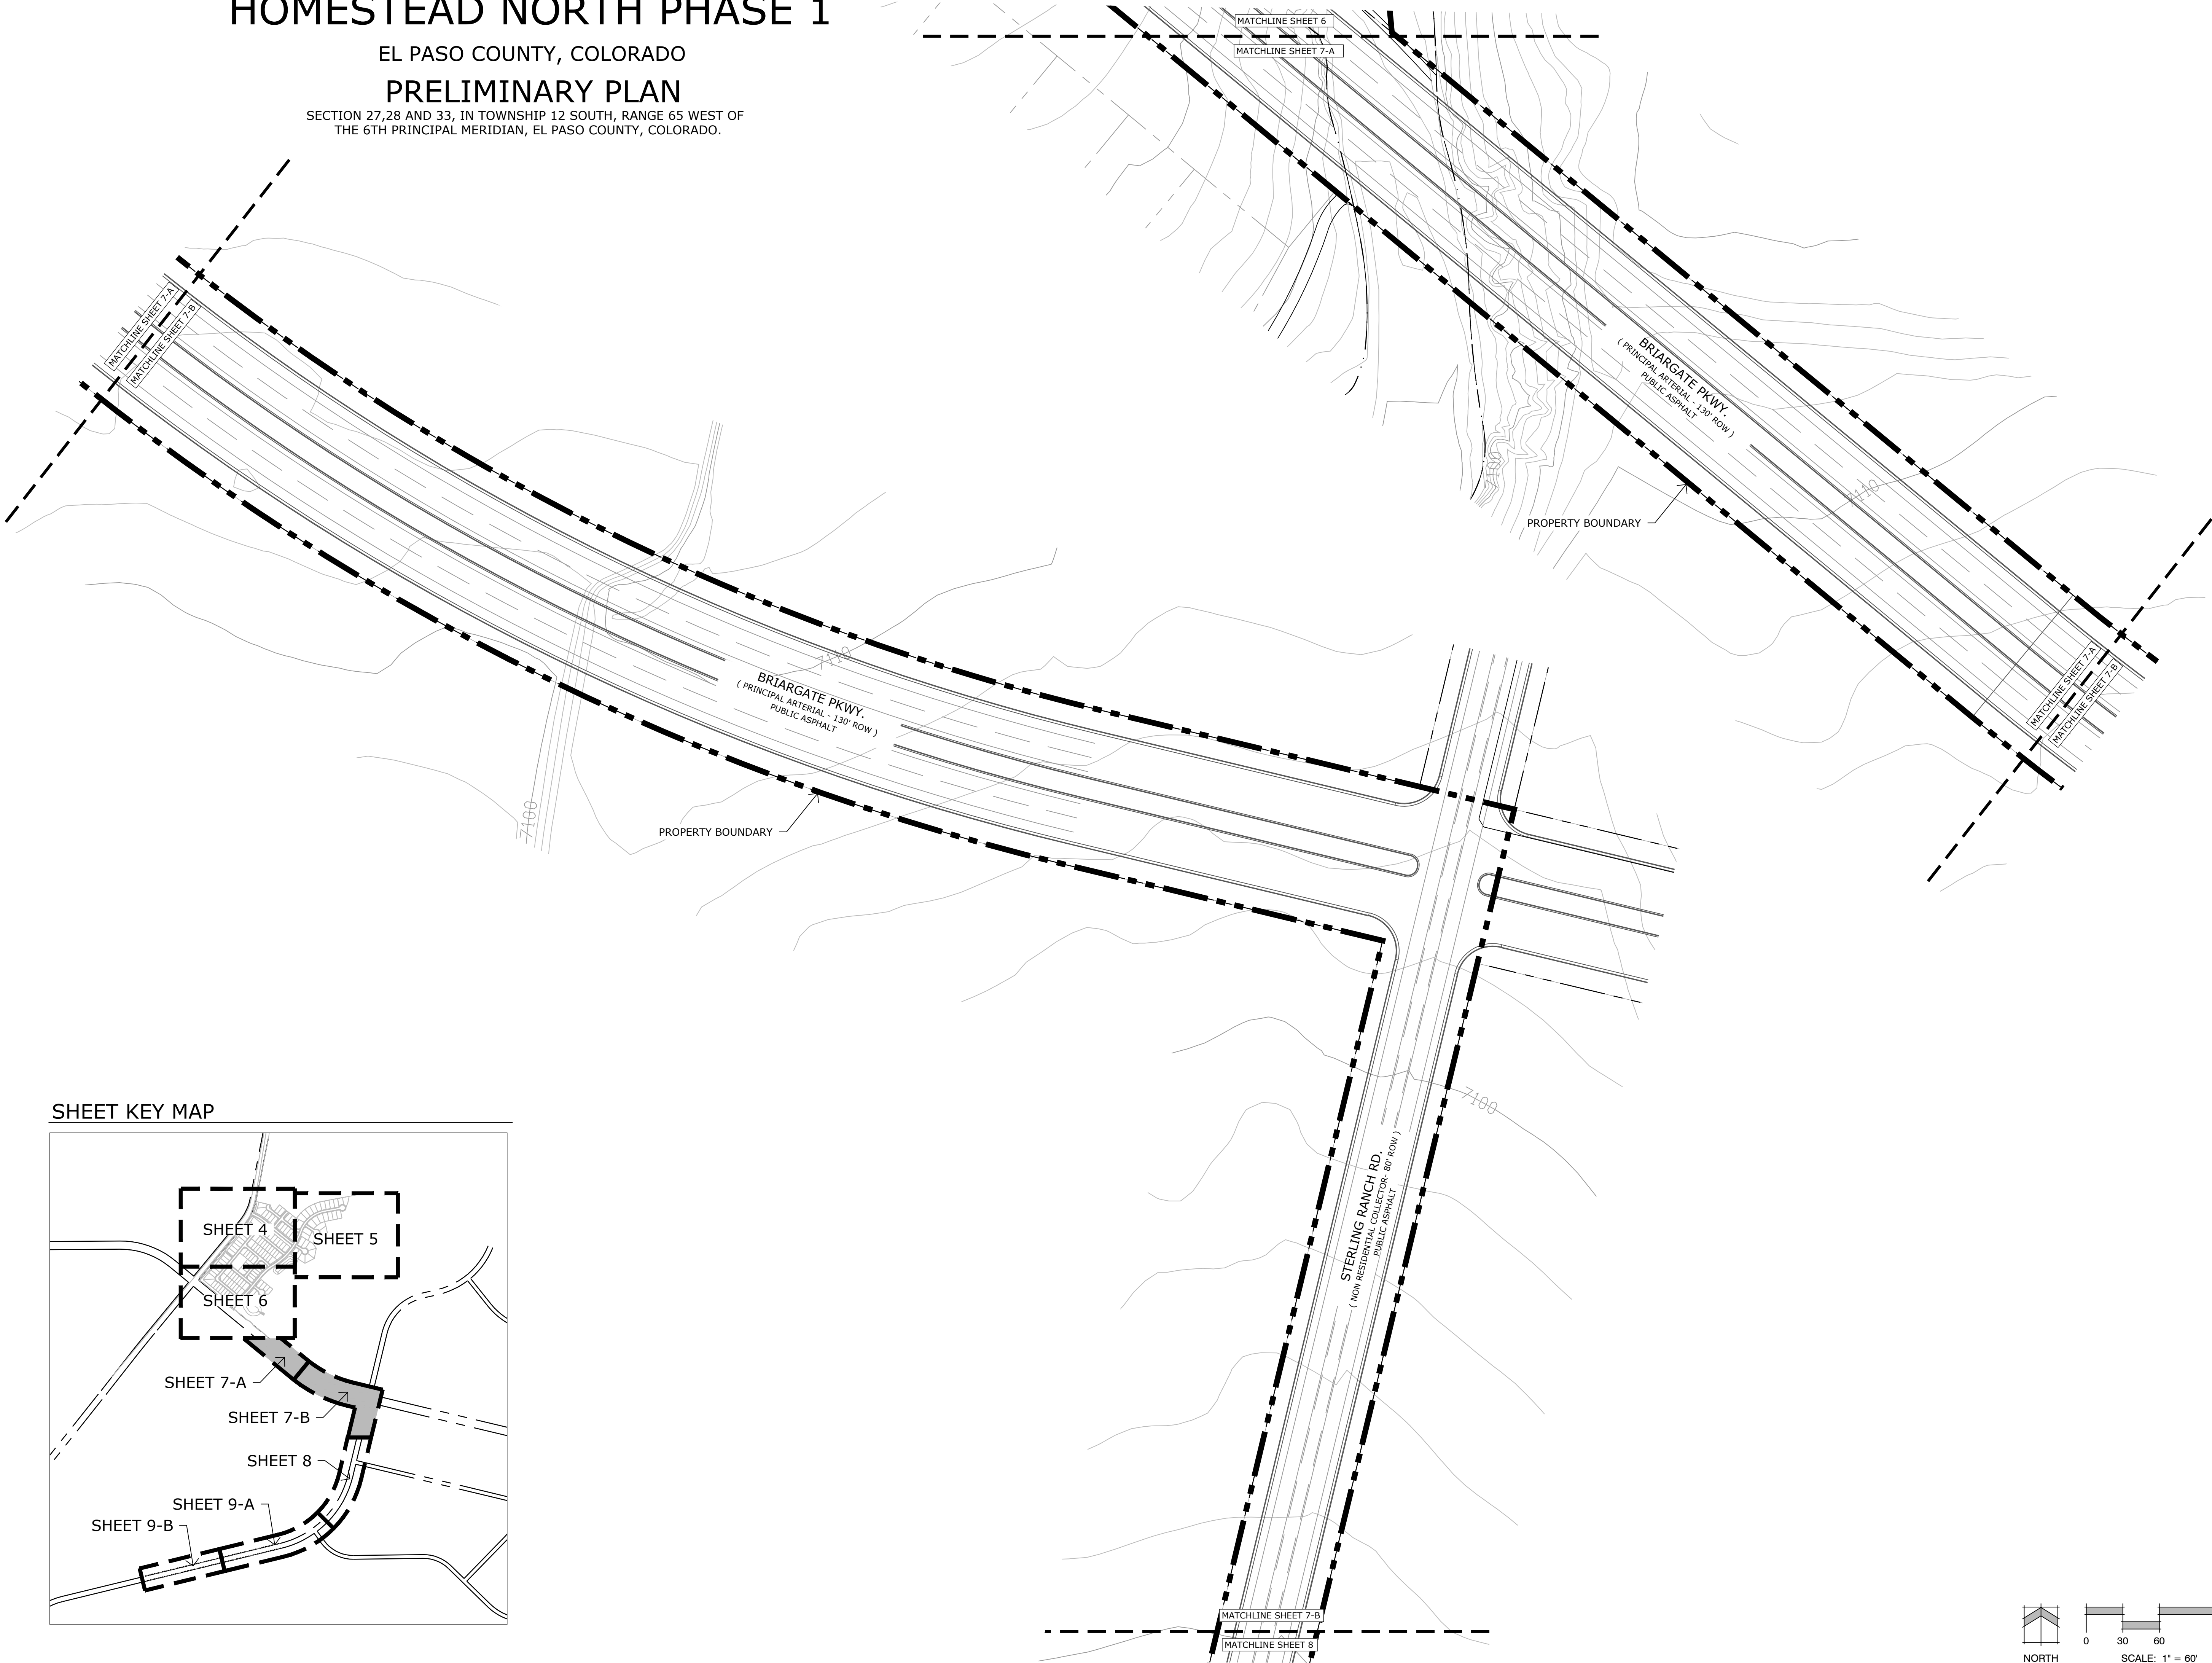 HOMESTEAD NORTH PHASE 1
EL PASO COUNTY, COLORADO
PRELIMINARY PLAN
SECTION 27,28 AND 33, IN TOWNSHIP 12 SOUTH, RANGE 65 WEST OF
THE 6TH PRINCIPAL MERIDIAN, EL PASO COUNTY, COLORADO.
MATCHLINE SHEET 6
MATCHLINE SHEET 7-A
BRIARGATE PKWY.
( PRINCIPAL ARTERIAL - 130' ROW )
PUBLIC ASPHALT
7100
7110
PROPERTY BOUNDARY
MATCHLINE SHEET 7-A
MATCHLINE SHEET 7-B
MATCHLINE SHEET 7-A
MATCHLINE SHEET 7-B
7110
BRIARGATE PKWY.
( PRINCIPAL ARTERIAL - 130' ROW )
PUBLIC ASPHALT
7100
PROPERTY BOUNDARY
7100
STERLING RANCH RD.
( NON RESIDENTIAL COLLECTOR- 80' ROW )
PUBLIC ASPHALT
MATCHLINE SHEET 7-B
MATCHLINE SHEET 8
SHEET KEY MAP
SHEET 4
SHEET 5
SHEET 6
SHEET 7-A
SHEET 7-B
SHEET 8
SHEET 9-A
SHEET 9-B
0 30 60
NORTH
SCALE: 1" = 60'